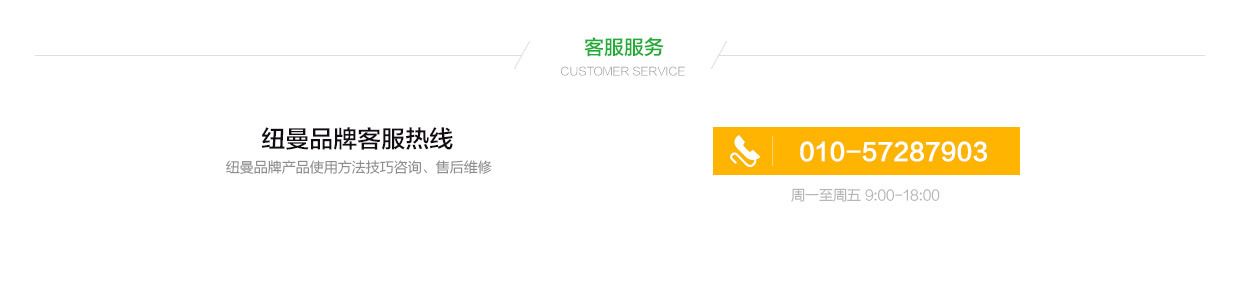 客服服务
CUSTOMER SERVICE
纽曼品牌客服热线
纽曼品牌产品使用方法技巧咨询、售后维修
010-57287903
周一至周五 9:00-18:00